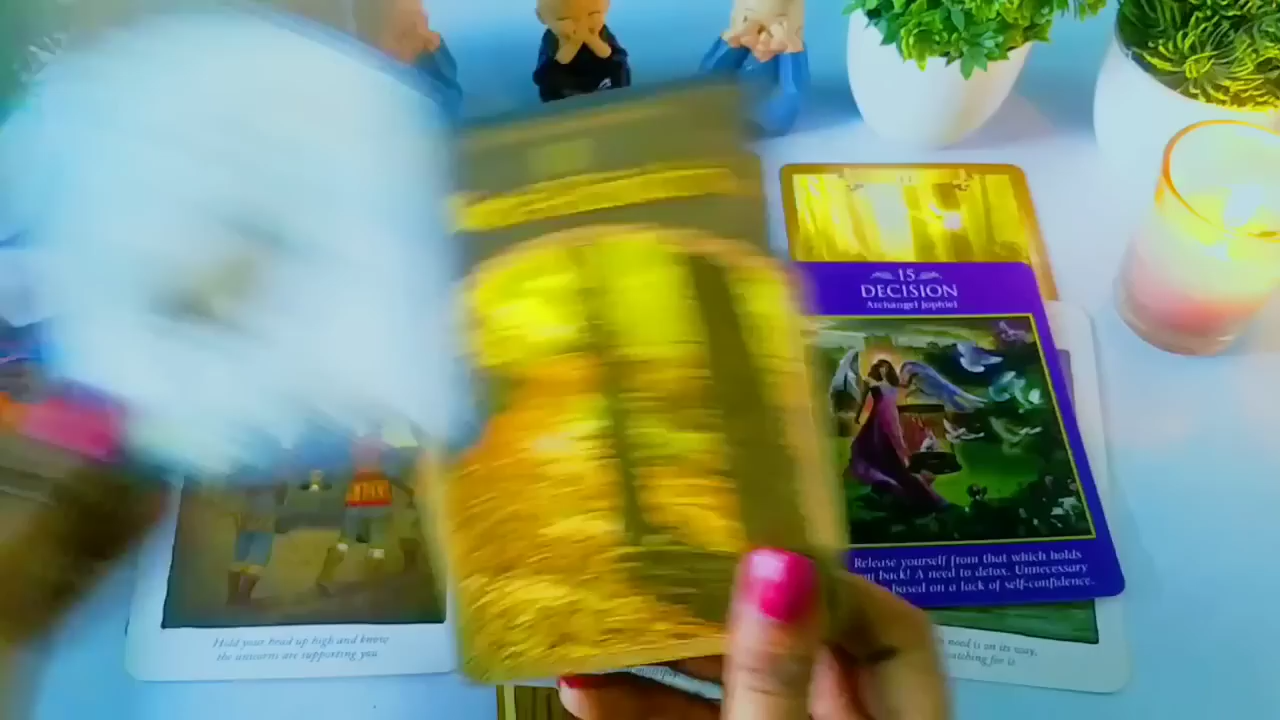 15
DECISION
Archangel Jophiel
Release yourself from that which holds
back! A need to detox. Unnecessary
based on a lack of self-confidence.
Hold your head up high and know
the unicorns are supporting you
need is on its way,
for it